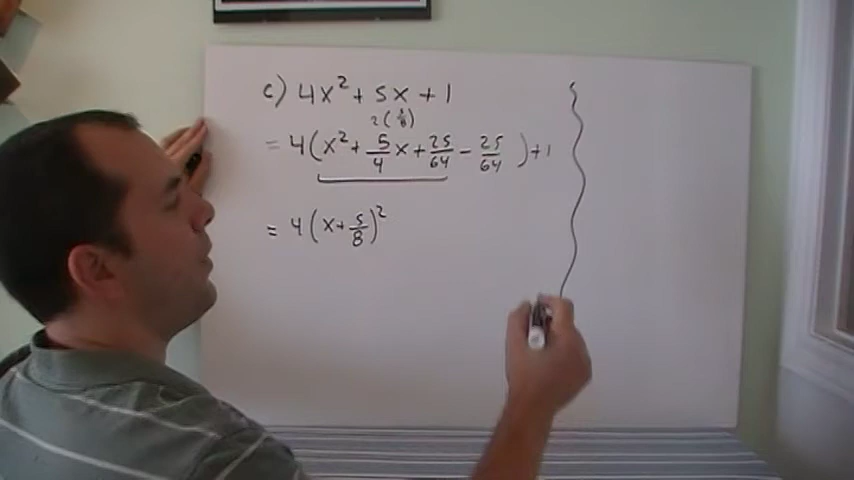 c) 4x² + 5x + 1
2(5/8)
= 4(x² + 5/4 x + 25/64 - 25/64 ) + 1
= 4(x + 5/8)²